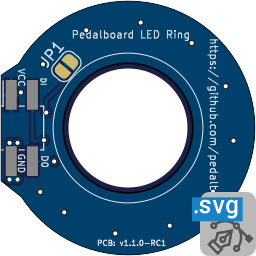 Pedalboard LED Ring
JP1
VCC
DI
GND
DO
https://github.com/pedalb
PCB: v1.1.0-RC1
.svg